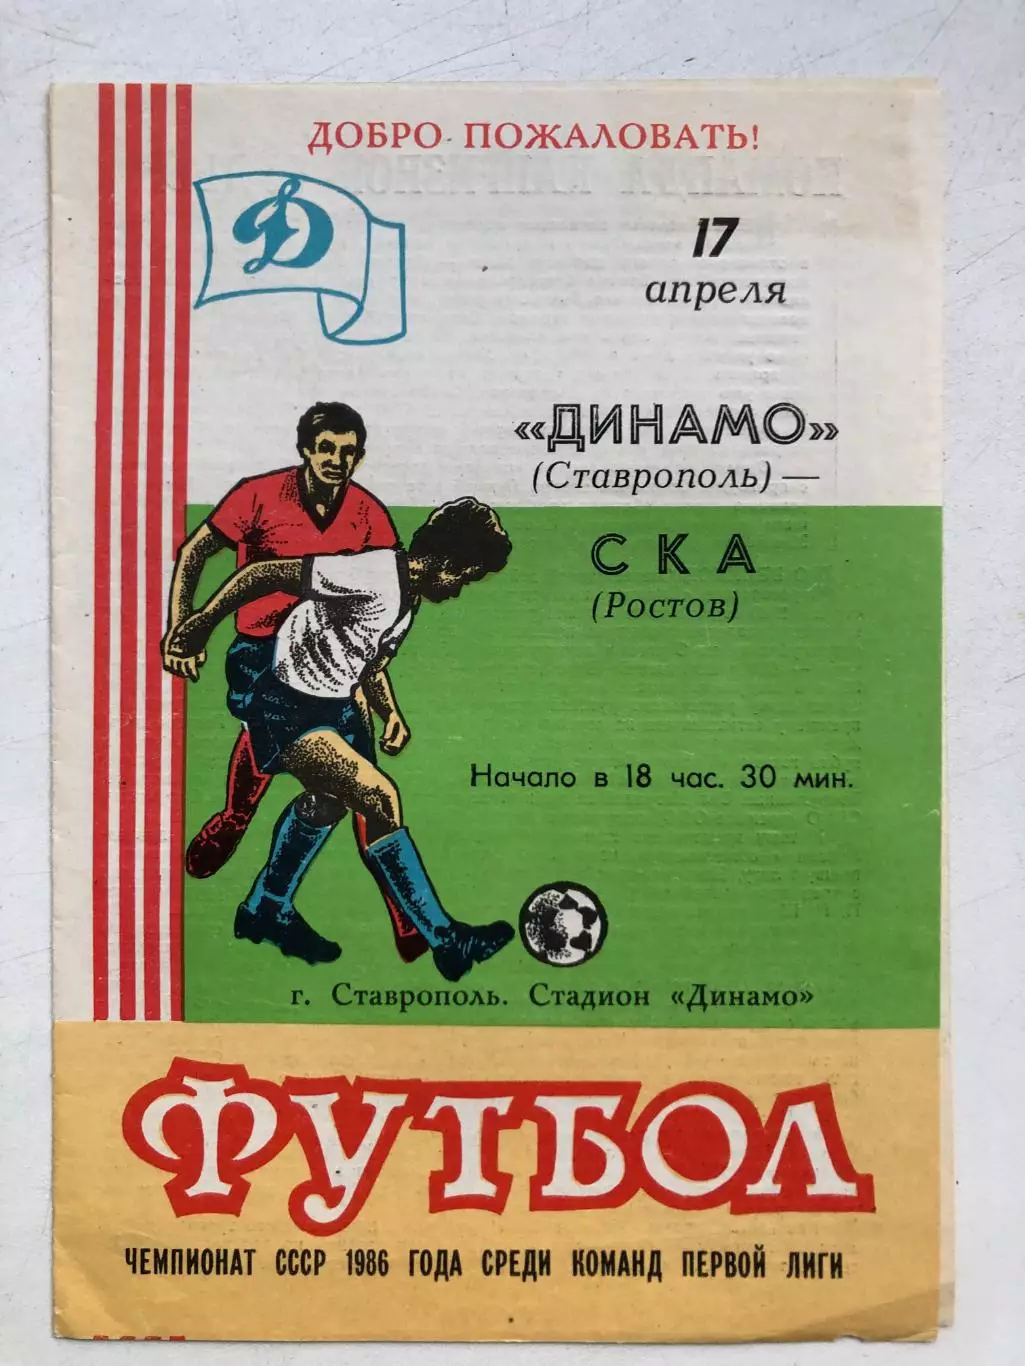 ДОБРО ПОЖАЛОВАТЬ!
Д
17
апреля
«ДИНАМО»
(Ставрополь) —
СКА
(Ростов)
Начало в 18 час. 30 мин.
г. Ставрополь. Стадион «Динамо»
ФУТБОЛ
ЧЕМПИОНАТ СССР 1986 ГОДА СРЕДИ КОМАНД ПЕРВОЙ ЛИГИ